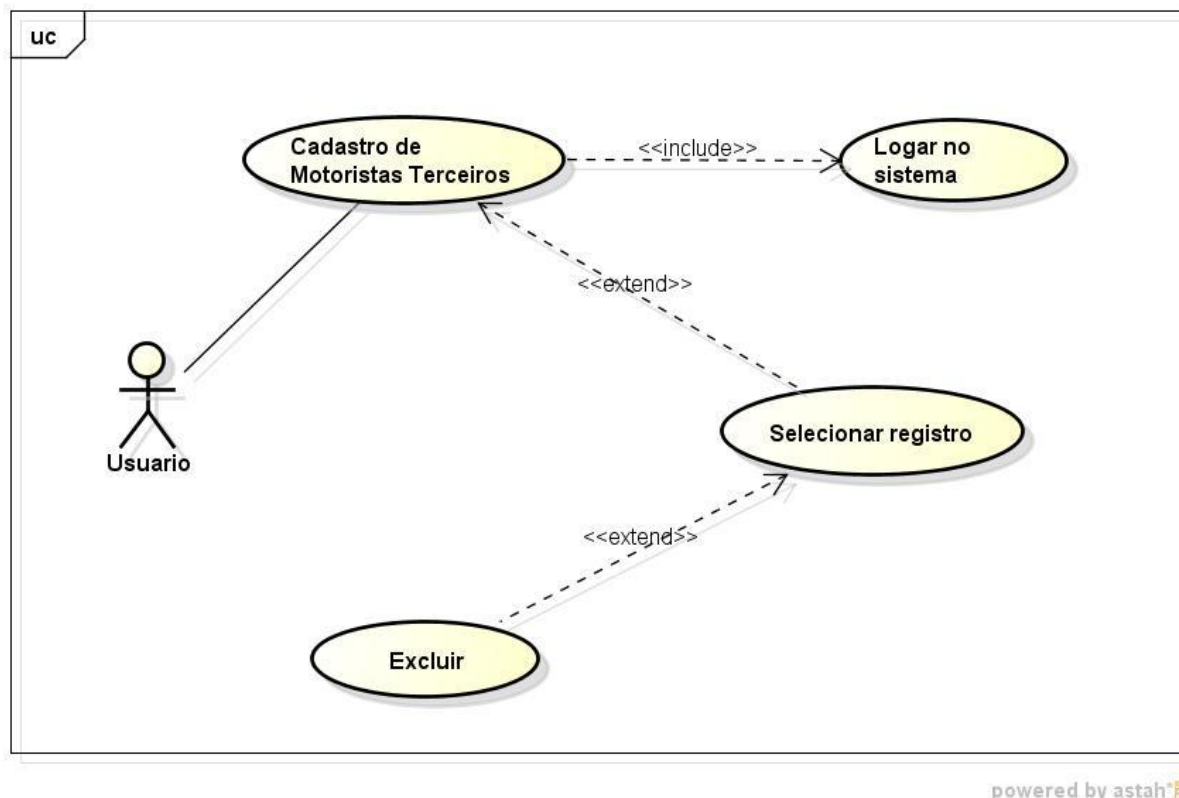 uc
Cadastro de
Motoristas Terceiros
<<include>>
Logar no
sistema
<<extend>>
Selecionar registro
Usuario
<<extend>>
Excluir
powered by astah*